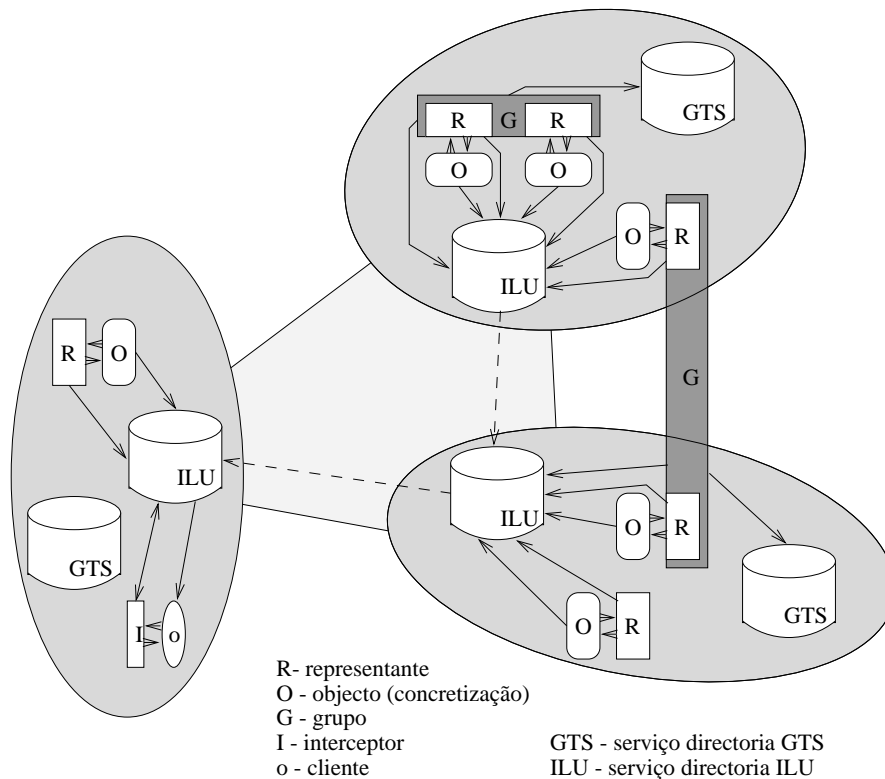 GTS
R G R
O O
O R
ILU
R O
G
ILU
ILU
O R
GTS
GTS
O R
I o
R- representante
O - objecto (concretização)
G - grupo
I - interceptor
o - cliente
GTS - serviço directoria GTS
ILU - serviço directoria ILU